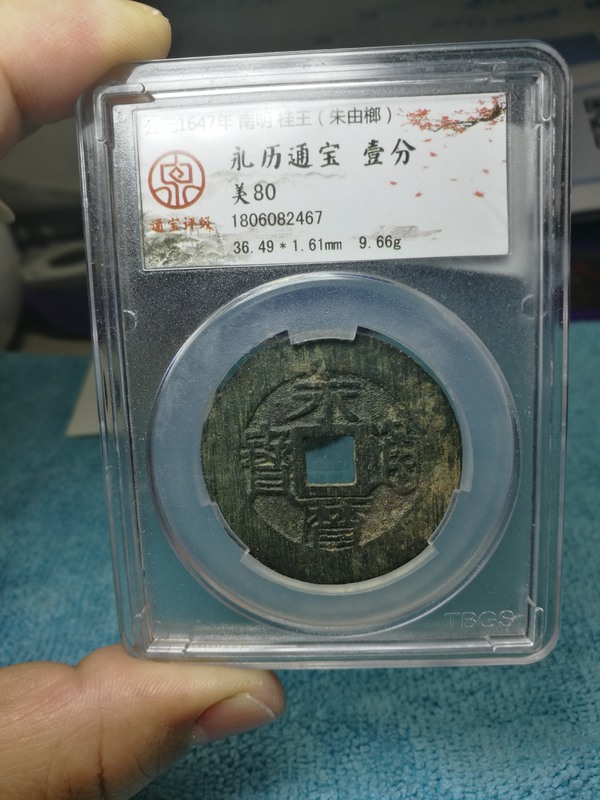 1647年 南明 桂王（朱由榔）
永历通宝 壹分
美80
通宝评级
1806082467
36.49*1.61mm 9.66g
永
寶 通
曆
TBGS